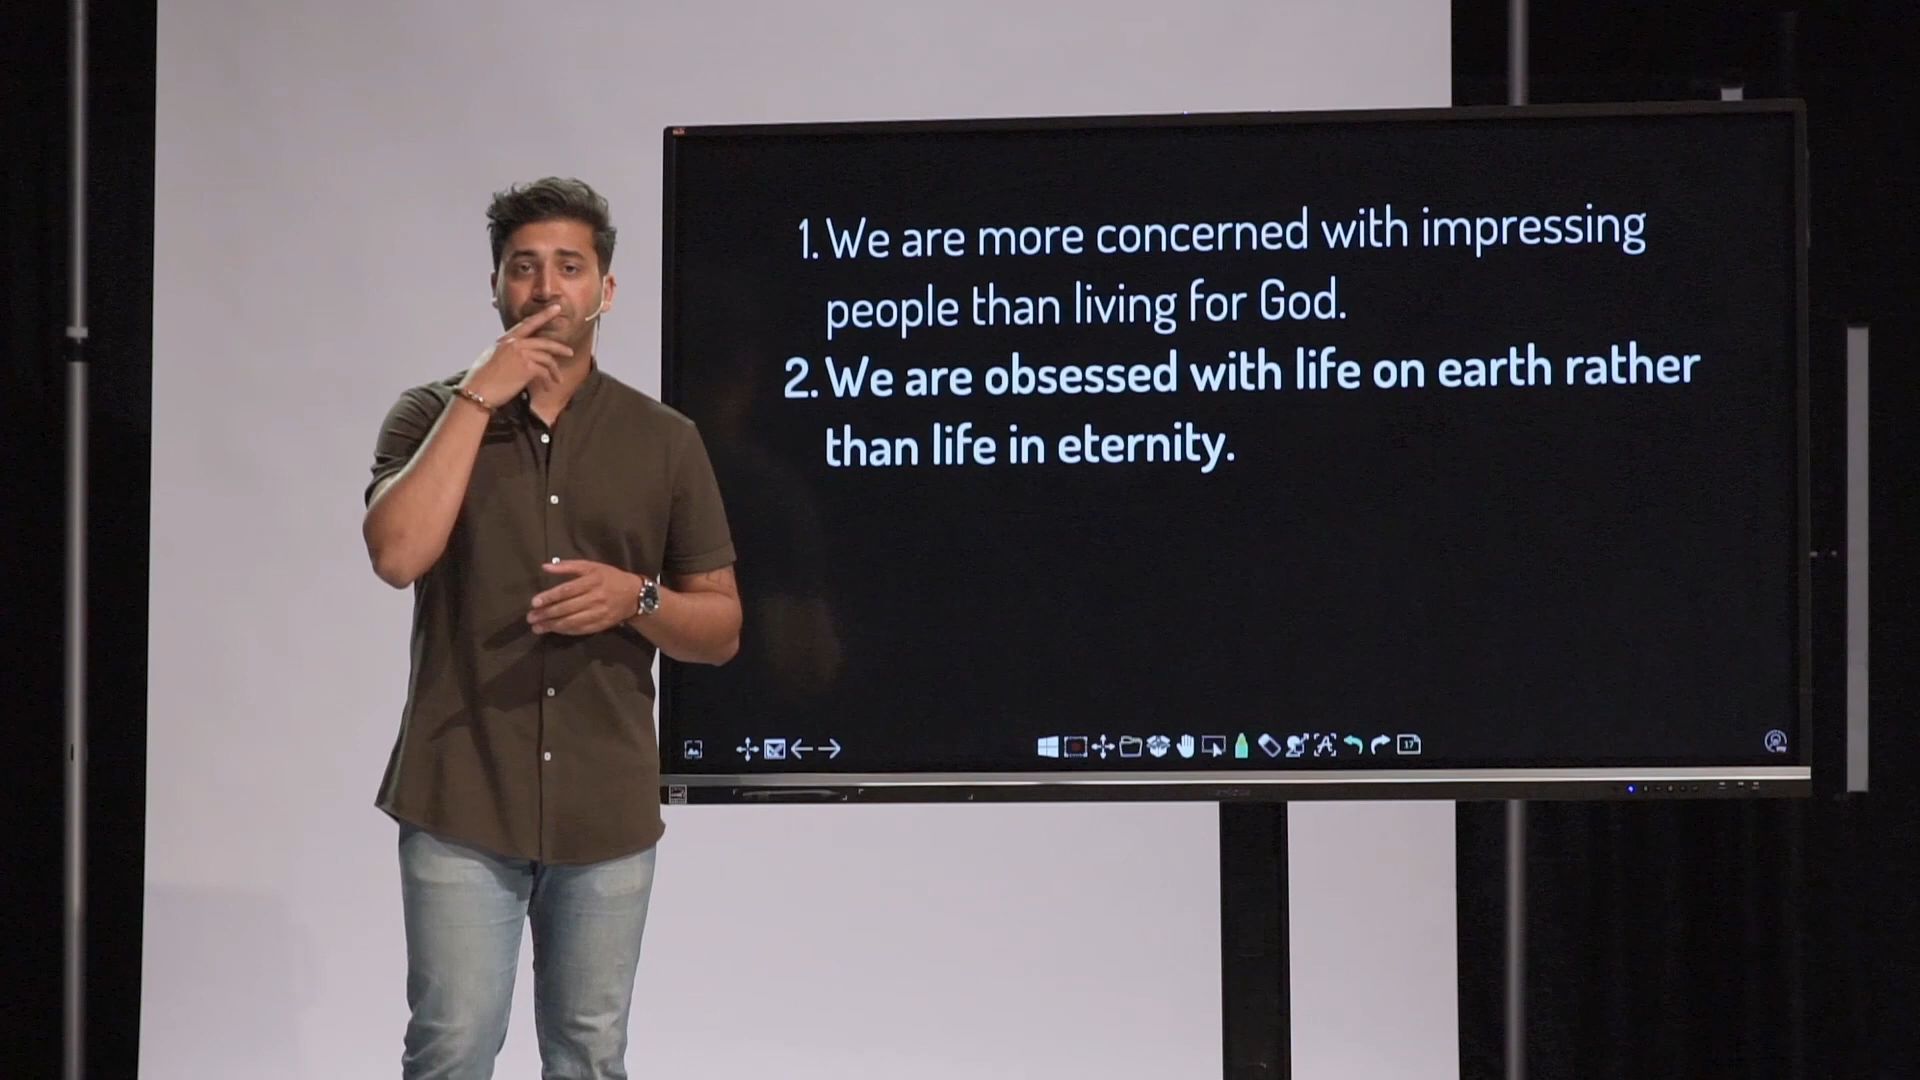 1. We are more concerned with impressing
people than living for God.
2. We are obsessed with life on earth rather
than life in eternity.
17